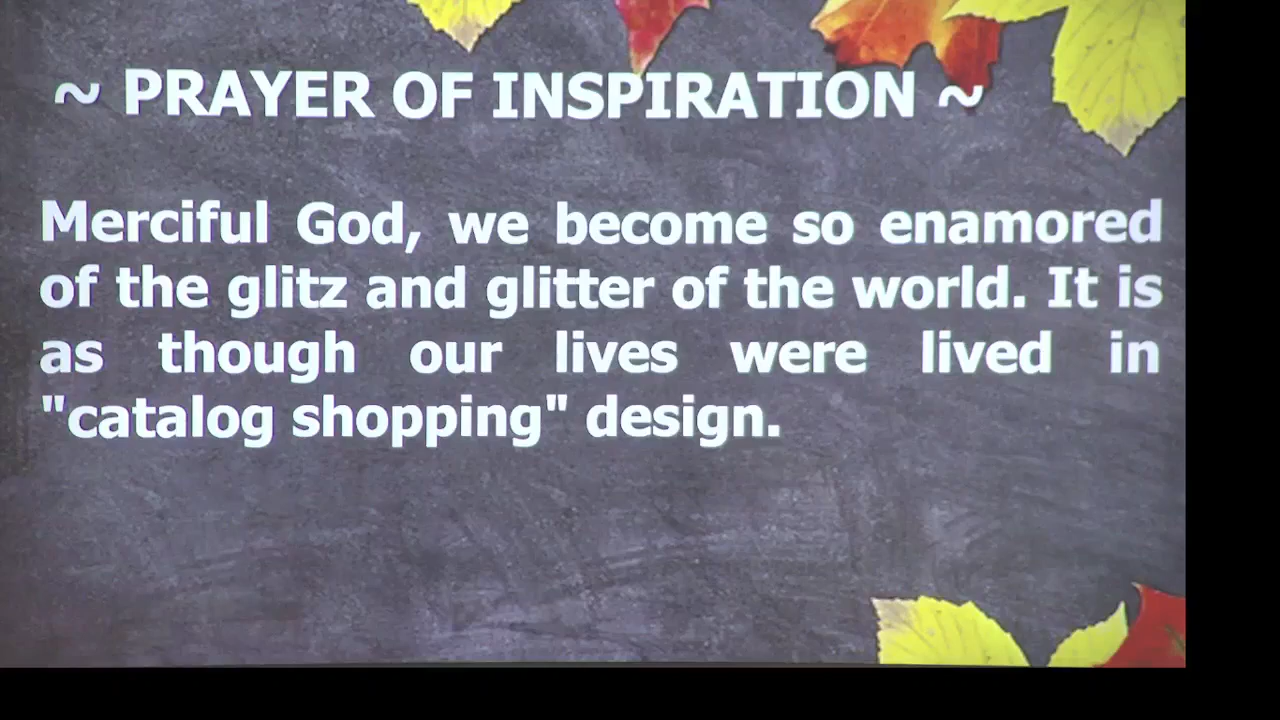 ~ PRAYER OF INSPIRATION ~
Merciful God, we become so enamored
of the glitz and glitter of the world. It is
as though our lives were lived in
"catalog shopping" design.